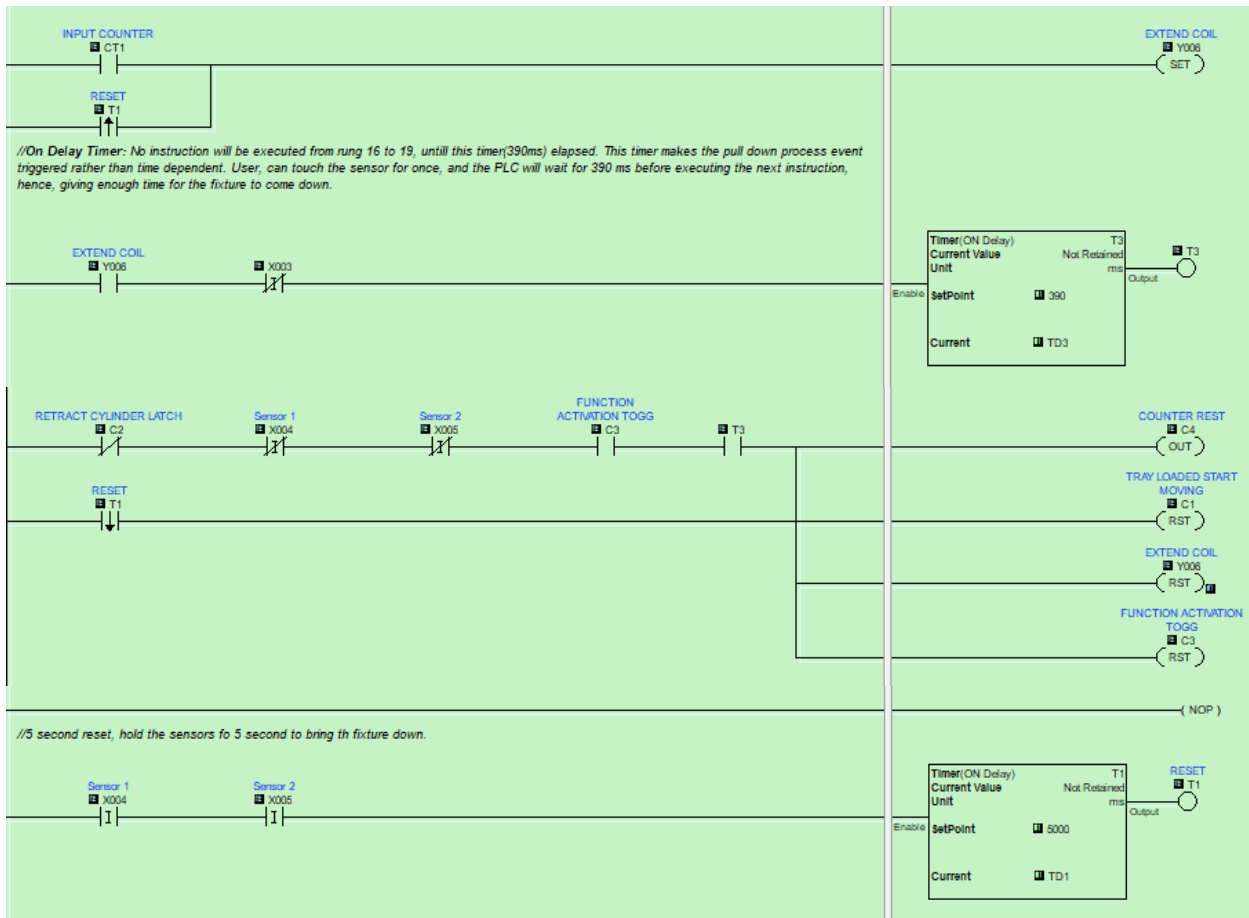 INPUT COUNTER
CT1
EXTEND COIL
Y006
SET
RESET
T1
//On Delay Timer: No instruction will be executed from rung 16 to 19, untill this timer(390ms) elapsed. This timer makes the pull down process event
triggered rather than time dependent. User, can touch the sensor for once, and the PLC will wait for 390 ms before executing the next instruction,
hence, giving enough time for the fixture to come down.
EXTEND COIL
Y006
X003
Timer(ON Delay) T3
Current Value Not Retained
Unit ms
Enable SetPoint 390
Current TD3
T3
Output
RETRACT CYLINDER LATCH
C2
Sensor 1
X004
Sensor 2
X005
FUNCTION
ACTIVATION TOGG
C3
T3
COUNTER REST
C4
OUT
RESET
T1
TRAY LOADED START
MOVING
C1
RST
EXTEND COIL
Y006
RST
FUNCTION ACTIVATION
TOGG
C3
RST
NOP
//5 second reset, hold the sensors fo 5 second to bring th fixture down.
Sensor 1
X004
Sensor 2
X005
Timer(ON Delay) T1
Current Value Not Retained
Unit ms
Enable SetPoint 5000
Current TD1
RESET
T1
Output